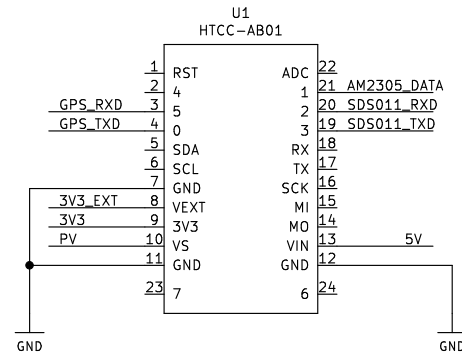 U1
HTCC-AB01
1 RST ADC 22
2 4 1 21 AM2305_DATA
GPS_RXD 3 5 2 20 SDS011_RXD
GPS_TXD 4 0 3 19 SDS011_TXD
5 SDA RX 18
6 SCL TX 17
7 GND SCK 16
3V3_EXT 8 VEXT MI 15
3V3 9 3V3 MO 14
PV 10 VS VIN 13 5V
11 GND GND 12
23 7 6 24
GND GND